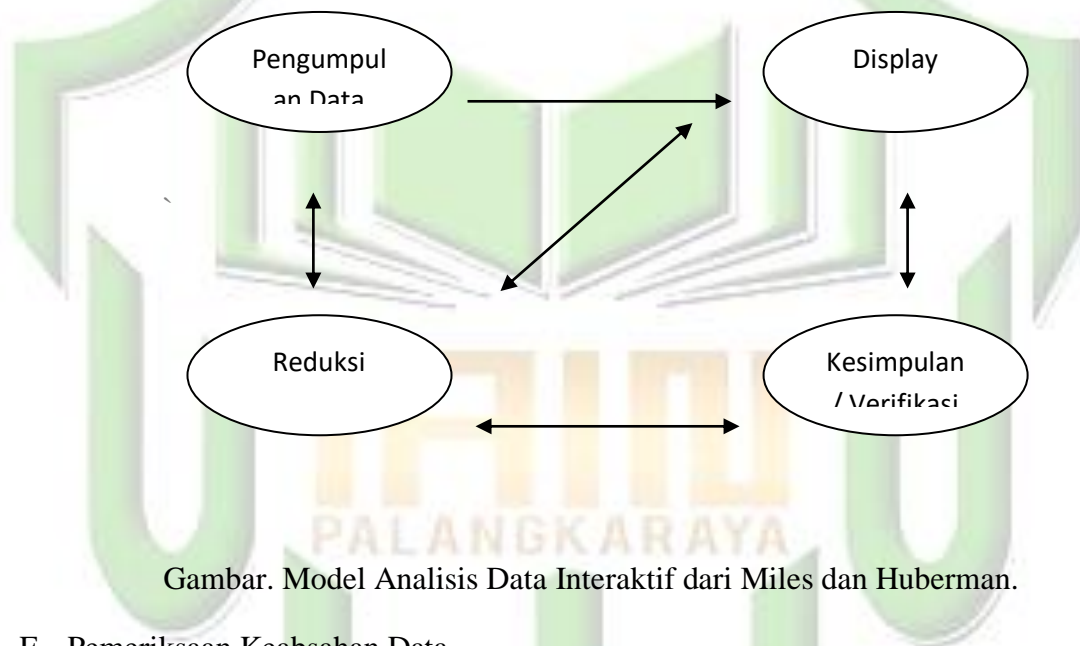 Pengumpul
an Data
Display
Reduksi
Kesimpulan
/ Verifikasi
IAIN
PALANGKARAYA
Gambar. Model Analisis Data Interaktif dari Miles dan Huberman.
Pemeriksaan Keabsahan Data